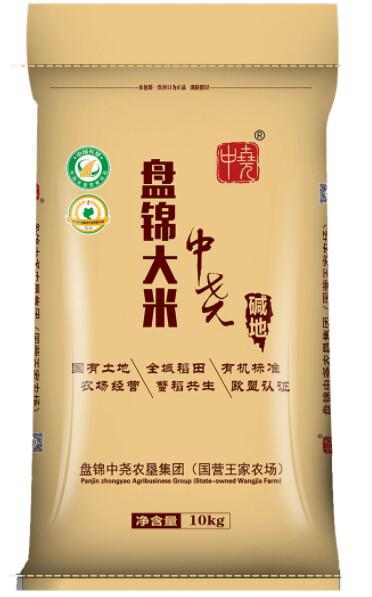 中尧®
盘锦大米
中尧
碱地
国有土地 全域稻田 有机标准
农场经营 蟹稻共生 欧盟认证
盘锦中尧农垦集团（国营王家农场）
Panjin zhongyao Agribusiness Group (State-owned Wangjia Farm)
净含量 10kg